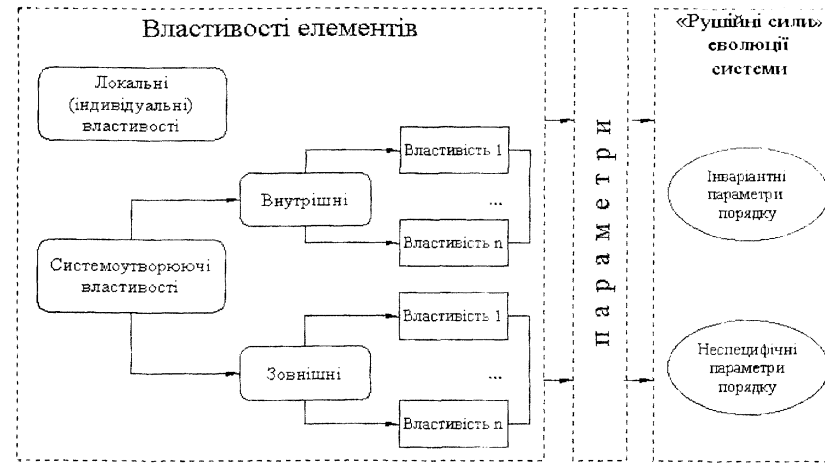 Властивості елементів
Локальні
(індивідуальні)
властивості
Системоутворюючі
властивості
Внутрішні
Зовнішні
Властивість 1
...
Властивість n
Властивість 1
...
Властивість n
параметри
«Рушійні сили»
еволюції
системи
Інваріантні
параметри
порядку
Неспецифічні
параметри
порядку